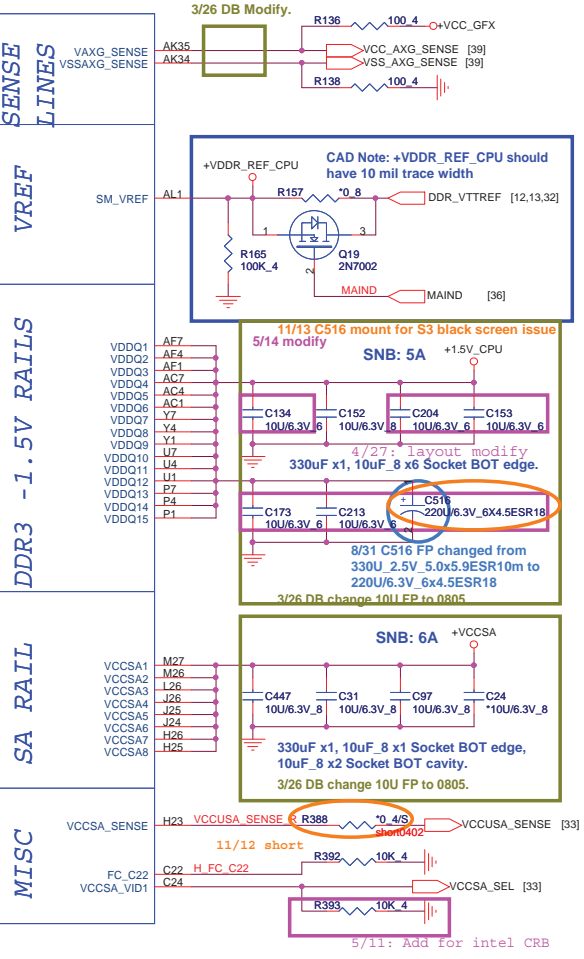 3/26 DB Modify.
R136 100_4 +VCC_GFX
SENSE LINES
VAXG_SENSE AK35 VCC_AXG_SENSE [39]
VSSAXG_SENSE AK34 VSS_AXG_SENSE [39]
R138 100_4
VREF
CAD Note: +VDDR_REF_CPU should
have 10 mil trace width
+VDDR_REF_CPU
R157 *0_8
SM_VREF AL1 DDR_VTTREF [12,13,32]
1 3
R165 Q19
100K_4 2N7002
2
MAIND MAIND [36]
11/13 C516 mount for S3 black screen issue
5/14 modify
SNB: 5A +1.5V_CPU
DDR3 -1.5V RAILS
VDDQ1 AF7
VDDQ2 AF4
VDDQ3 AF1
VDDQ4 AC7
VDDQ5 AC4
VDDQ6 AC1
VDDQ7 Y7
VDDQ8 Y4
VDDQ9 Y1
VDDQ10 U7
VDDQ11 U4
VDDQ12 U1
VDDQ13 P7
VDDQ14 P4
VDDQ15 P1
C134 C152 C204 C153
10U/6.3V_6 10U/6.3V_6 10U/6.3V_6 10U/6.3V_6
4/27: layout modify
330uF x1, 10uF_8 x6 Socket BOT edge.
C173 C213 + C516
10U/6.3V_6 10U/6.3V_6 220U/6.3V_6X4.5ESR18
8/31 C516 FP changed from
330U_2.5V_5.0x5.9ESR10m to
220U/6.3V_6x4.5ESR18
3/26 DB change 10U FP to 0805.
SA RAIL
SNB: 6A +VCCSA
VCCSA1 M27
VCCSA2 M26
VCCSA3 L26
VCCSA4 J26
VCCSA5 J25
VCCSA6 J24
VCCSA7 H26
VCCSA8 H25
C447 C31 C97 C24
10U/6.3V_8 10U/6.3V_8 10U/6.3V_8 *10U/6.3V_8
330uF x1, 10uF_8 x1 Socket BOT edge,
10uF_8 x2 Socket BOT cavity.
3/26 DB change 10U FP to 0805.
MISC
VCCSA_SENSE H23 VCCUSA_SENSE_R R388 *0_4/S VCCUSA_SENSE [33]
short0402
11/12 short
R392 10K_4
FC_C22 C22 H_FC_C22
VCCSA_VID1 C24 VCCSA_SEL [33]
R393 10K_4
5/11: Add for intel CRB